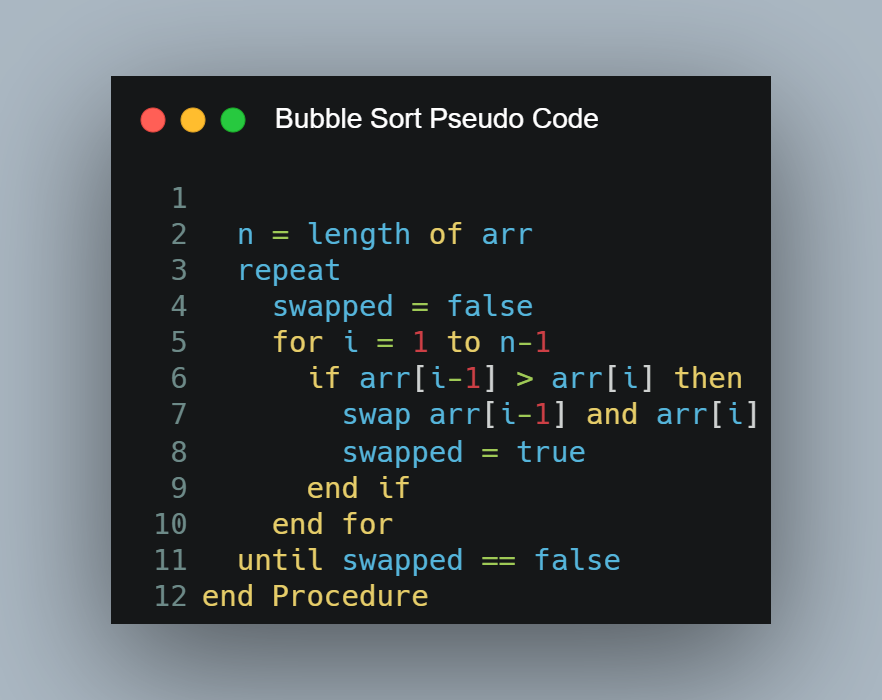 Bubble Sort Pseudo Code
1
2 n = length of arr
3 repeat
4 swapped = false
5 for i = 1 to n-1
6 if arr[i-1] > arr[i] then
7 swap arr[i-1] and arr[i]
8 swapped = true
9 end if
10 end for
11 until swapped == false
12 end Procedure